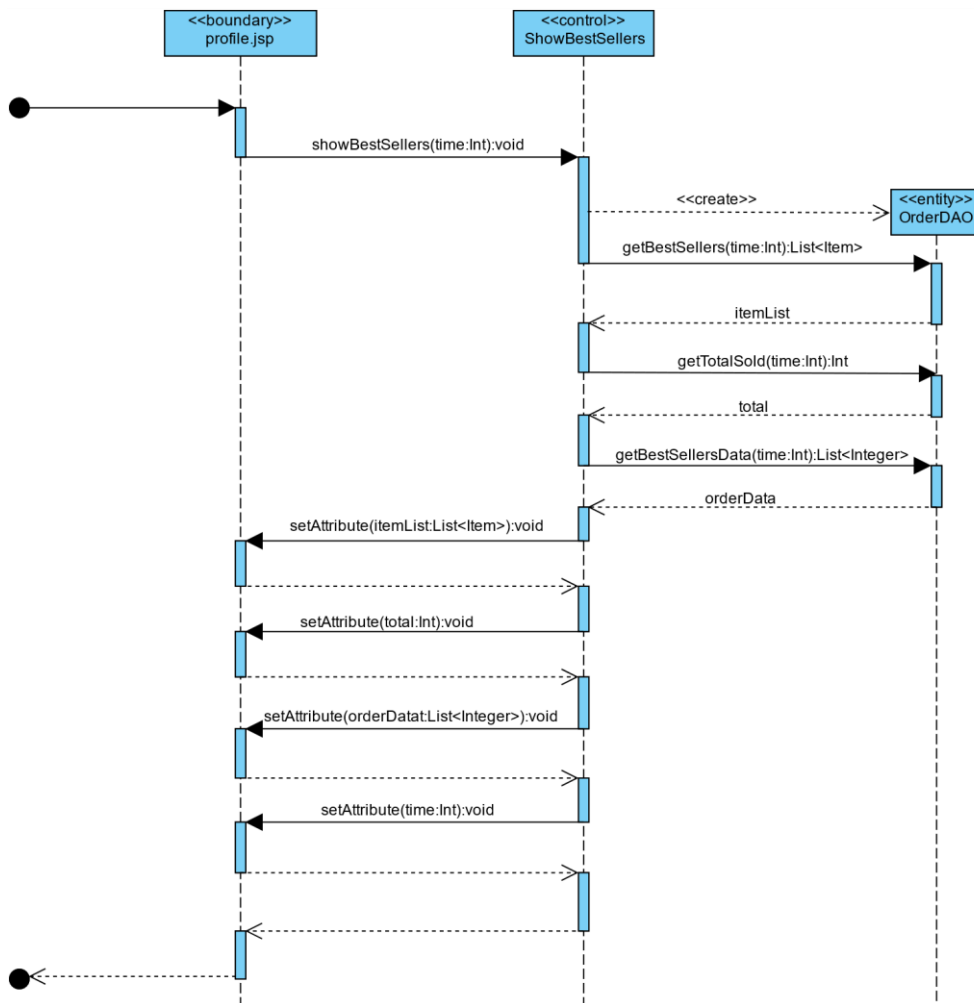 <<boundary>>
profile.jsp
<<control>>
ShowBestSellers
showBestSellers(time:Int):void
<<create>>
<<entity>>
OrderDAO
getBestSellers(time:Int):List<Item>
itemList
getTotalSold(time:Int):Int
total
getBestSellersData(time:Int):List<Integer>
orderData
setAttribute(itemList:List<Item>):void
setAttribute(total:Int):void
setAttribute(orderDatat:List<Integer>):void
setAttribute(time:Int):void